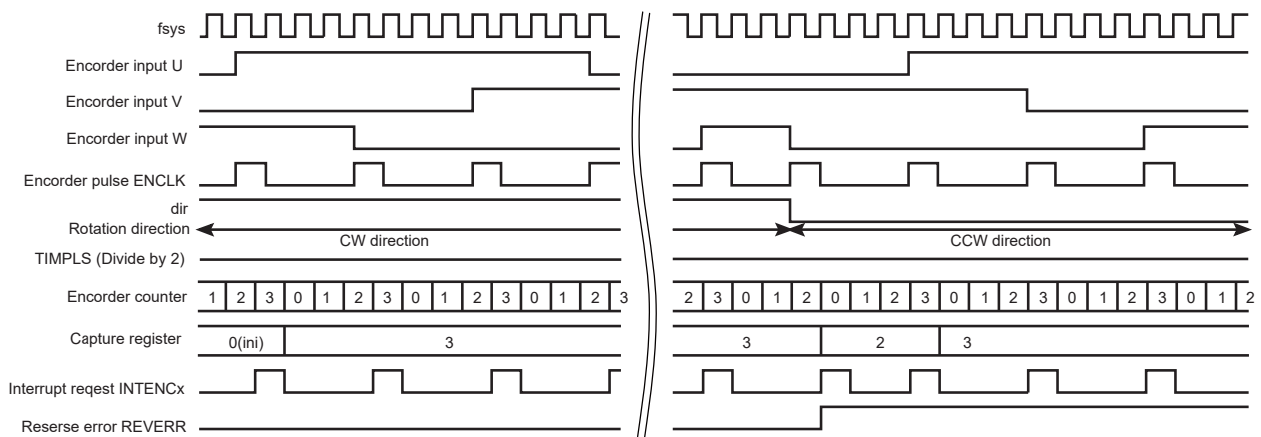 fsys
Encorder input U
Encorder input V
Encorder input W
Encorder pulse ENCLK
dir
Rotation direction
CW direction
CCW direction
TIMPLS (Divide by 2)
Encorder counter 1 2 3 0 1 2 3 0 1 2 3 0 1 2 3 2 3 0 1 2 0 1 2 3 0 1 2 3 0 1 2 3 0 1 2
Capture register 0(ini) 3 3 2 3
Interrupt reqest INTENCx
Reserse error REVERR